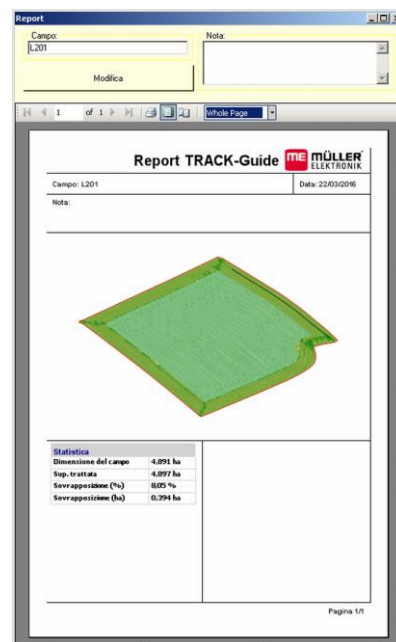 Report
Campo:
Nota:
L201
Modifica
1 of 1
Whole Page
Report TRACK-Guide ME MÜLLER ELEKTRONIK
Campo: L201
Data: 22/03/2016
Nota:
Statistica
Dimensione del campo 4,891 ha
Sup. trattata 4,897 ha
Sovrapposizione (%) 8,05 %
Sovrapposizione (ha) 0,394 ha
Pagina 1/1